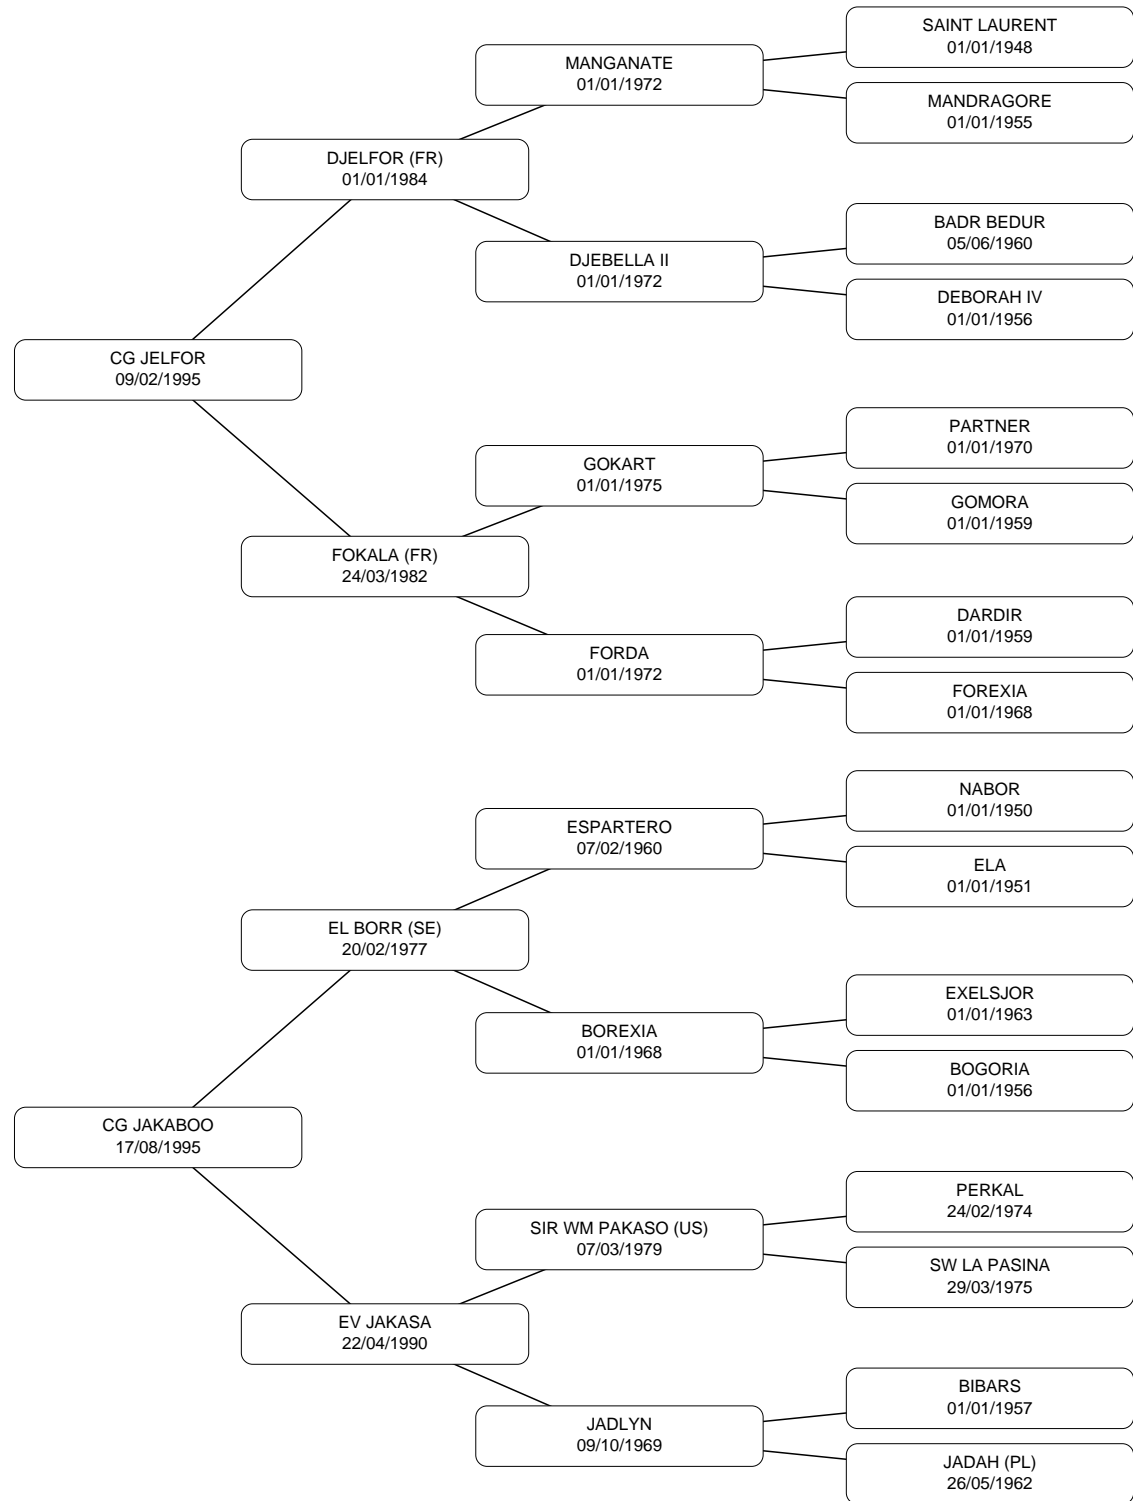 SAINT LAURENT
01/01/1948
MANGANATE
01/01/1972
MANDRAGORE
01/01/1955
DJELFOR (FR)
01/01/1984
BADR BEDUR
05/06/1960
DJEBELLA II
01/01/1972
DEBORAH IV
01/01/1956
CG JELFOR
09/02/1995
PARTNER
01/01/1970
GOKART
01/01/1975
GOMORA
01/01/1959
FOKALA (FR)
24/03/1982
DARDIR
01/01/1959
FORDA
01/01/1972
FOREXIA
01/01/1968
NABOR
01/01/1950
ESPARTERO
07/02/1960
ELA
01/01/1951
EL BORR (SE)
20/02/1977
EXELSJOR
01/01/1963
BOREXIA
01/01/1968
BOGORIA
01/01/1956
CG JAKABOO
17/08/1995
PERKAL
24/02/1974
SIR WM PAKASO (US)
07/03/1979
SW LA PASINA
29/03/1975
EV JAKASA
22/04/1990
BIBARS
01/01/1957
JADLYN
09/10/1969
JADAH (PL)
26/05/1962